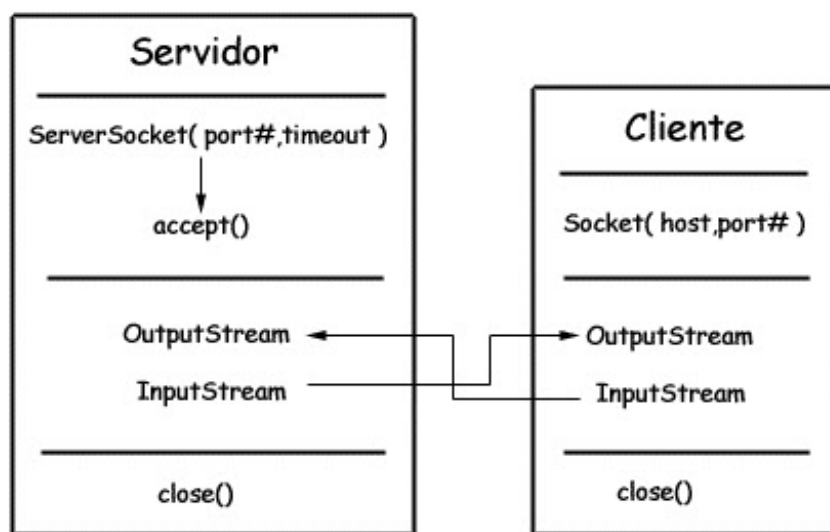 Servidor
ServerSocket( port#,timeout )
accept()
OutputStream
InputStream
close()
Cliente
Socket( host,port# )
OutputStream
InputStream
close()